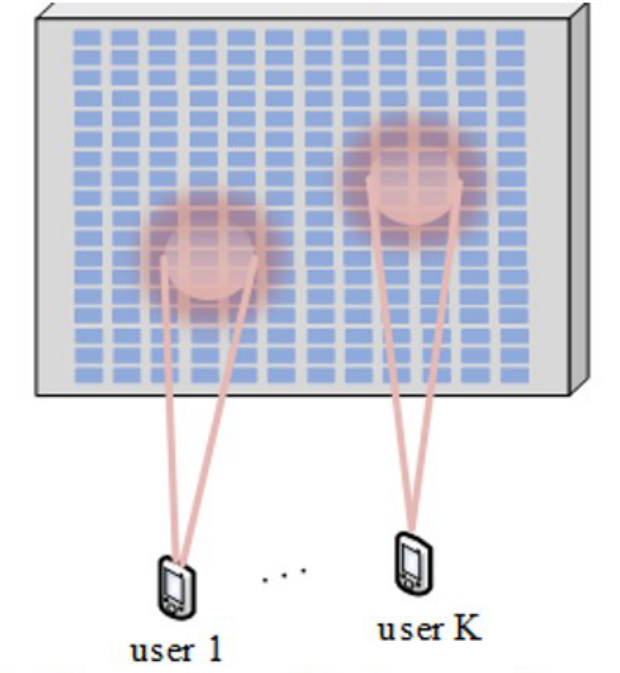 user 1
. . .
user K